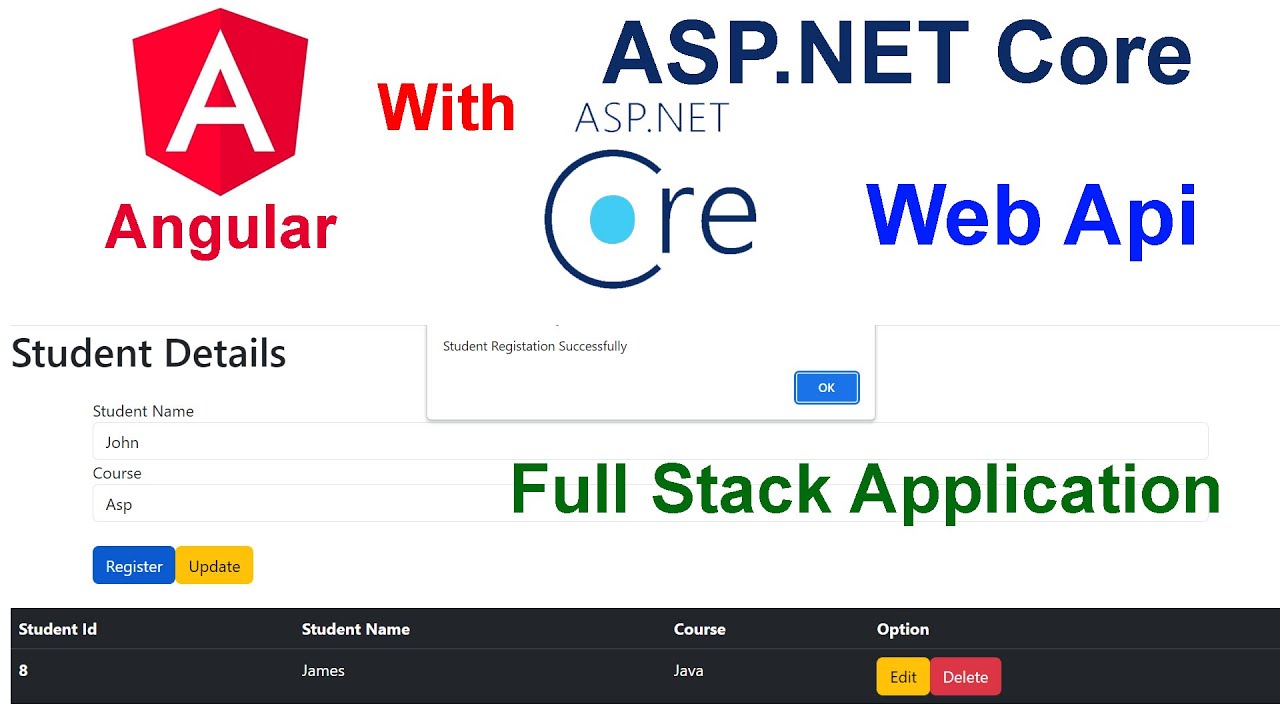 A
Angular
With
ASP.NET Core
ASP.NET
Core
Web Api
Student Details
Student Registation Successfully
OK
Student Name
John
Course
Asp
Full Stack Application
Register Update
Student Id Student Name Course Option
8 James Java Edit Delete